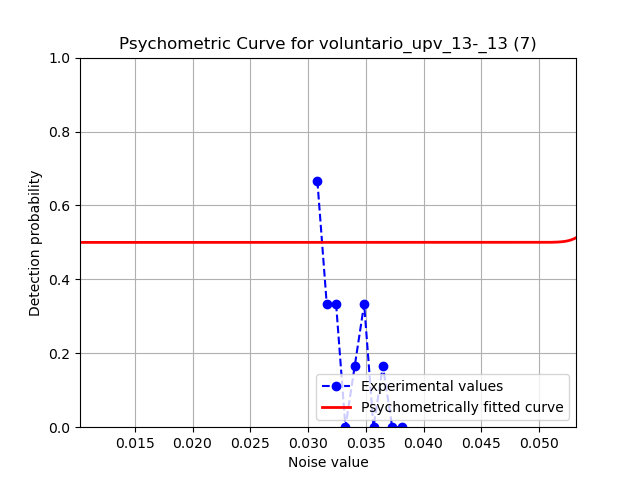 Psychometric Curve for voluntario_upv_13-_13 (7)
1.0
0.8
0.6
0.4
0.2
0.0
Detection probability
Experimental values
Psychometrically fitted curve
0.015 0.020 0.025 0.030 0.035 0.040 0.045 0.050
Noise value